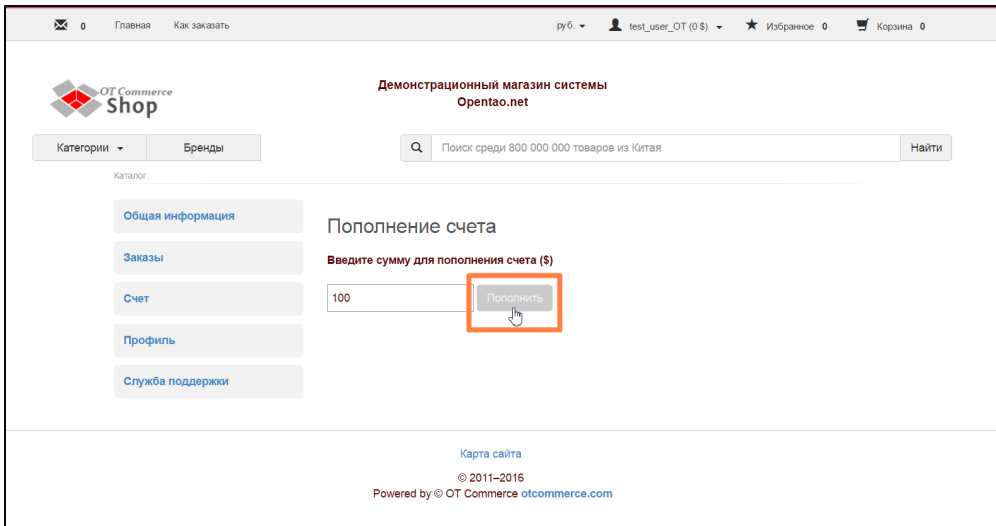 0 Главная Как заказать руб. test_user_OT (0 $) Избранное 0 Корзина 0
OT Commerce
Shop
Демонстрационный магазин системы
Opentao.net
Категории Бренды Поиск среди 800 000 000 товаров из Китая Найти
Каталог
Общая информация
Заказы
Счет
Профиль
Служба поддержки
Пополнение счета
Введите сумму для пополнения счета ($)
100 Пополнить
Карта сайта
© 2011–2016
Powered by © OT Commerce otcommerce.com